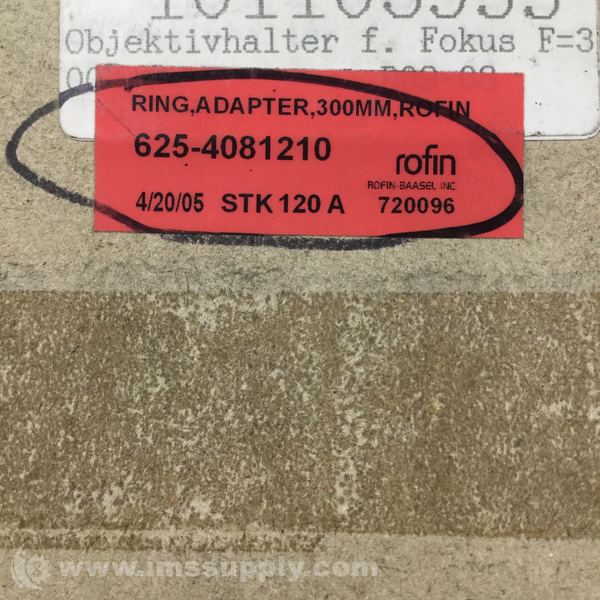 Objektivhalter f. Fokus F=3
RING,ADAPTER,300MM,ROFIN
625-4081210
rofin
ROFIN-BAASEL INC
4/20/05 STK 120 A 720096
www.imssupply.com